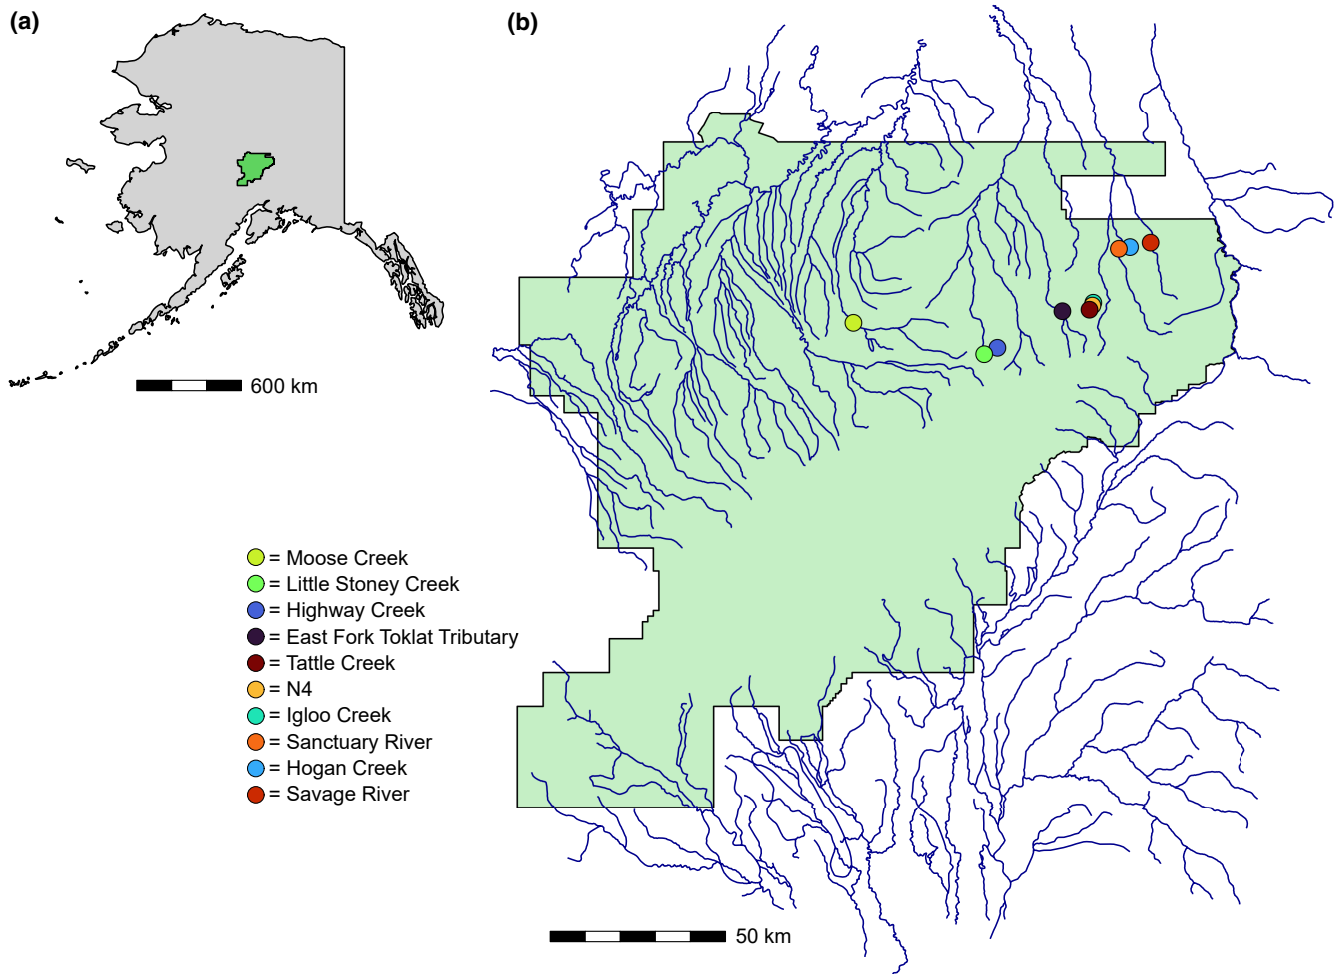 (a)
(b)
600 km
= Moose Creek
= Little Stoney Creek
= Highway Creek
= East Fork Toklat Tributary
= Tattle Creek
= N4
= Igloo Creek
= Sanctuary River
= Hogan Creek
= Savage River
50 km